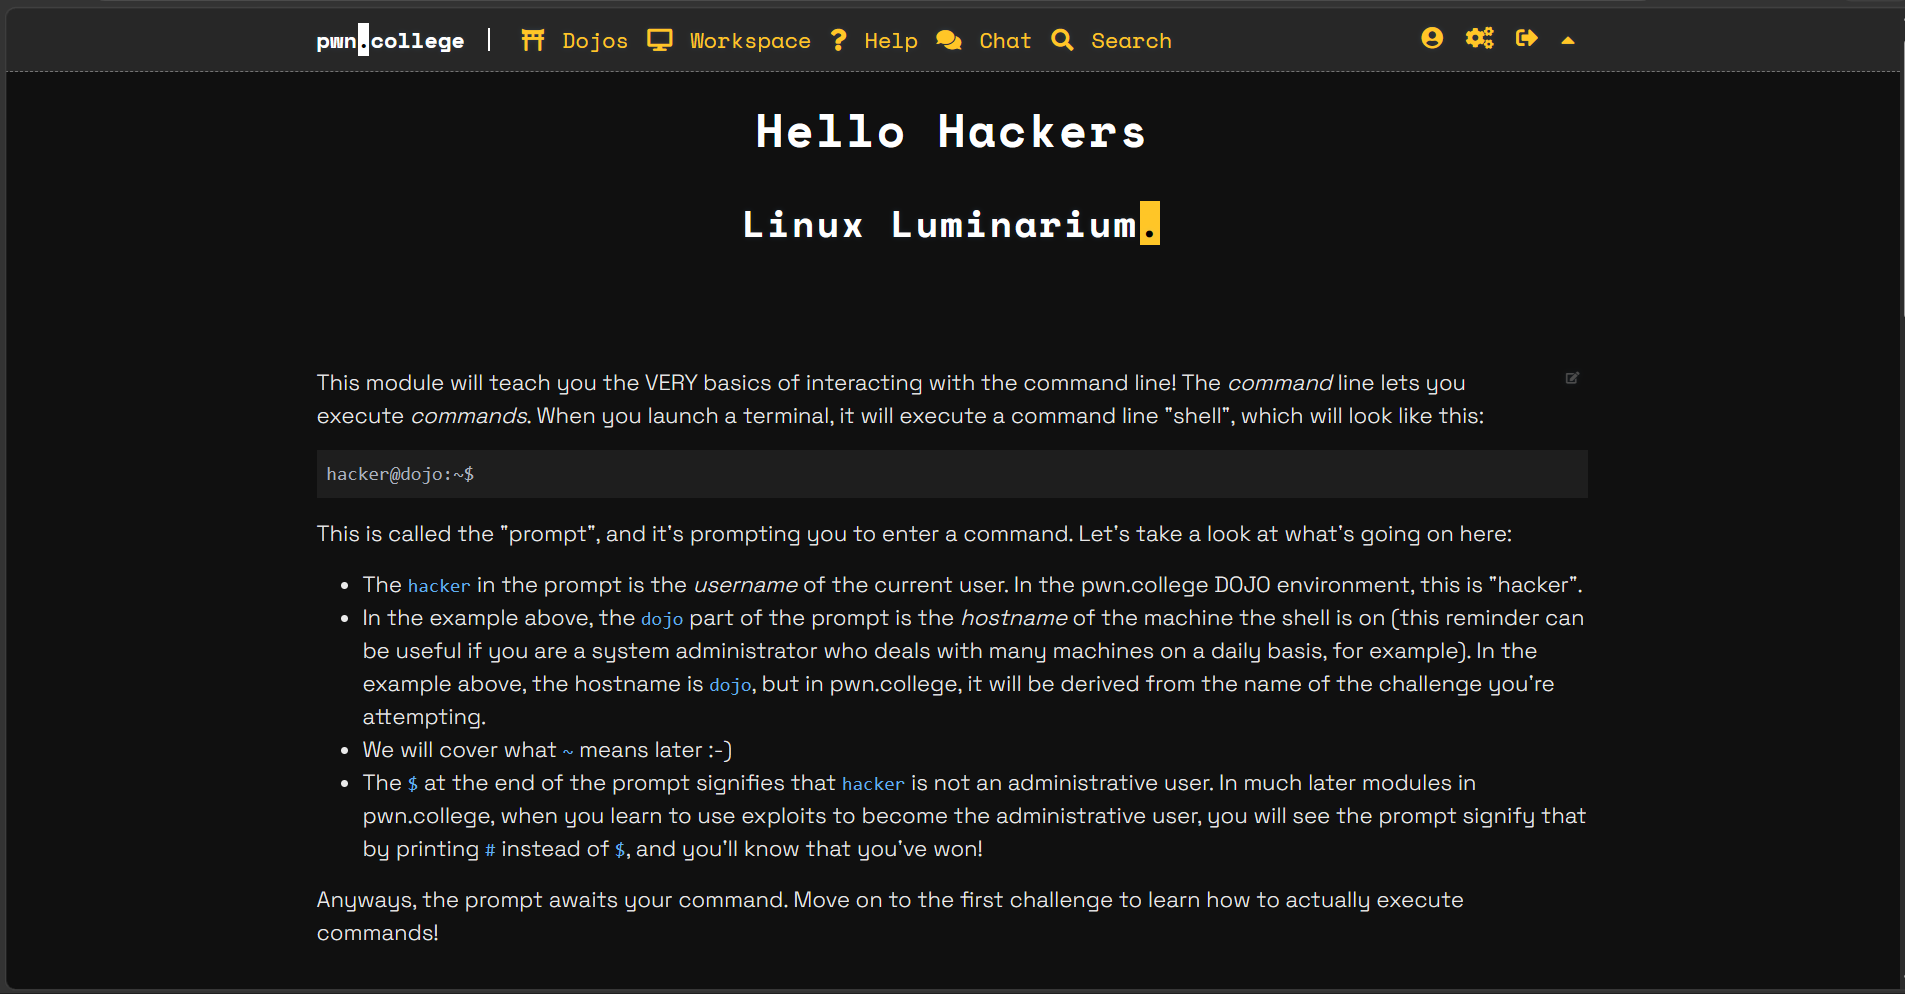 pwn.college | Dojos Workspace Help Chat Search
Hello Hackers
Linux Luminarium.
This module will teach you the VERY basics of interacting with the command line! The command line lets you
execute commands. When you launch a terminal, it will execute a command line "shell", which will look like this:
hacker@dojo:~$
This is called the "prompt", and it's prompting you to enter a command. Let's take a look at what's going on here:
• The hacker in the prompt is the username of the current user. In the pwn.college DOJO environment, this is "hacker".
• In the example above, the dojo part of the prompt is the hostname of the machine the shell is on (this reminder can
be useful if you are a system administrator who deals with many machines on a daily basis, for example). In the
example above, the hostname is dojo, but in pwn.college, it will be derived from the name of the challenge you're
attempting.
• We will cover what ~ means later :-)
• The $ at the end of the prompt signifies that hacker is not an administrative user. In much later modules in
pwn.college, when you learn to use exploits to become the administrative user, you will see the prompt signify that
by printing # instead of $, and you'll know that you've won!
Anyways, the prompt awaits your command. Move on to the first challenge to learn how to actually execute
commands!